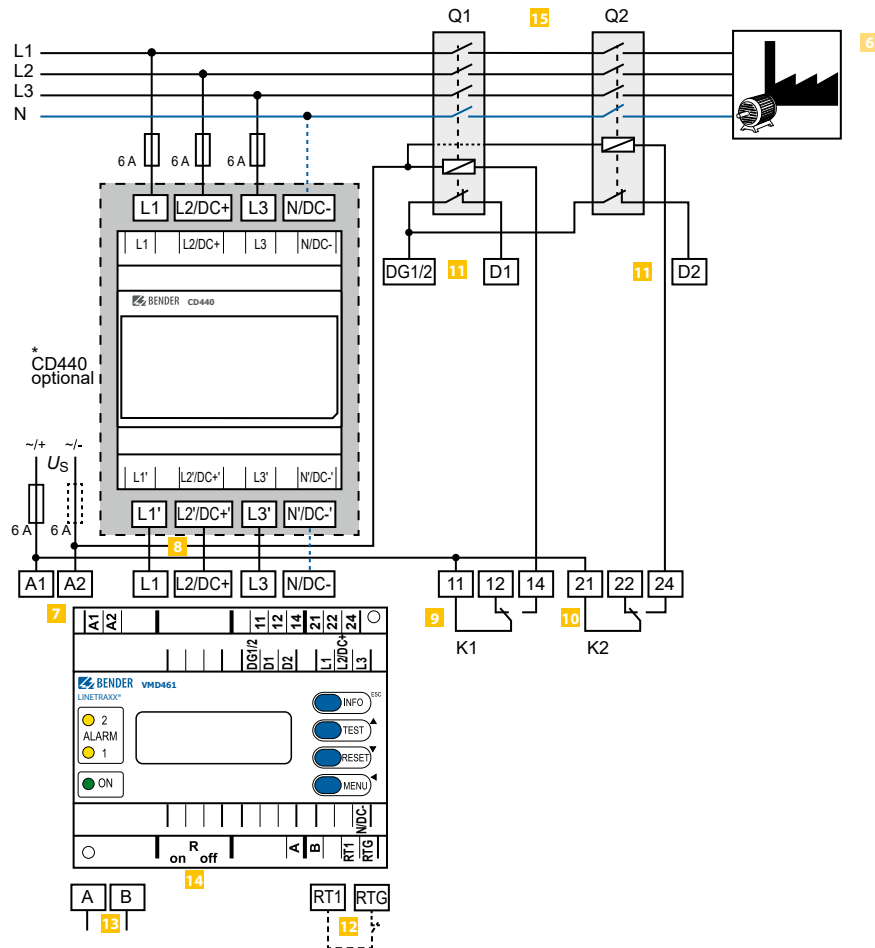 Q1 15 Q2
6
L1
L2
L3
N
6 A 6 A 6 A
L1 L2/DC+ L3 N/DC-
L1 L2/DC+ L3 N/DC-
DG1/2 11 D1 11 D2
BENDER CD440
*
CD440
optional
~/+ ~/-
US
L1' L2'/DC+' L3' N'/DC-'
6 A 6 A
L1' L2'/DC+' L3' N'/DC-'
8
A1 A2 L1 L2/DC+ L3 N/DC- 11 12 14 21 22 24
7 9 10
A1 A2 11 12 14 21 22 24
K1 K2
DG1/2 D1 D2 L1 L2/DC+ L3
BENDER VMD461
LINETRAXX®
INFO ESC
2
ALARM
1
TEST
RESET
ON
MENU
N/DC-
R
on off
A B RT1 RTG
14
A B RT1 RTG
13 12